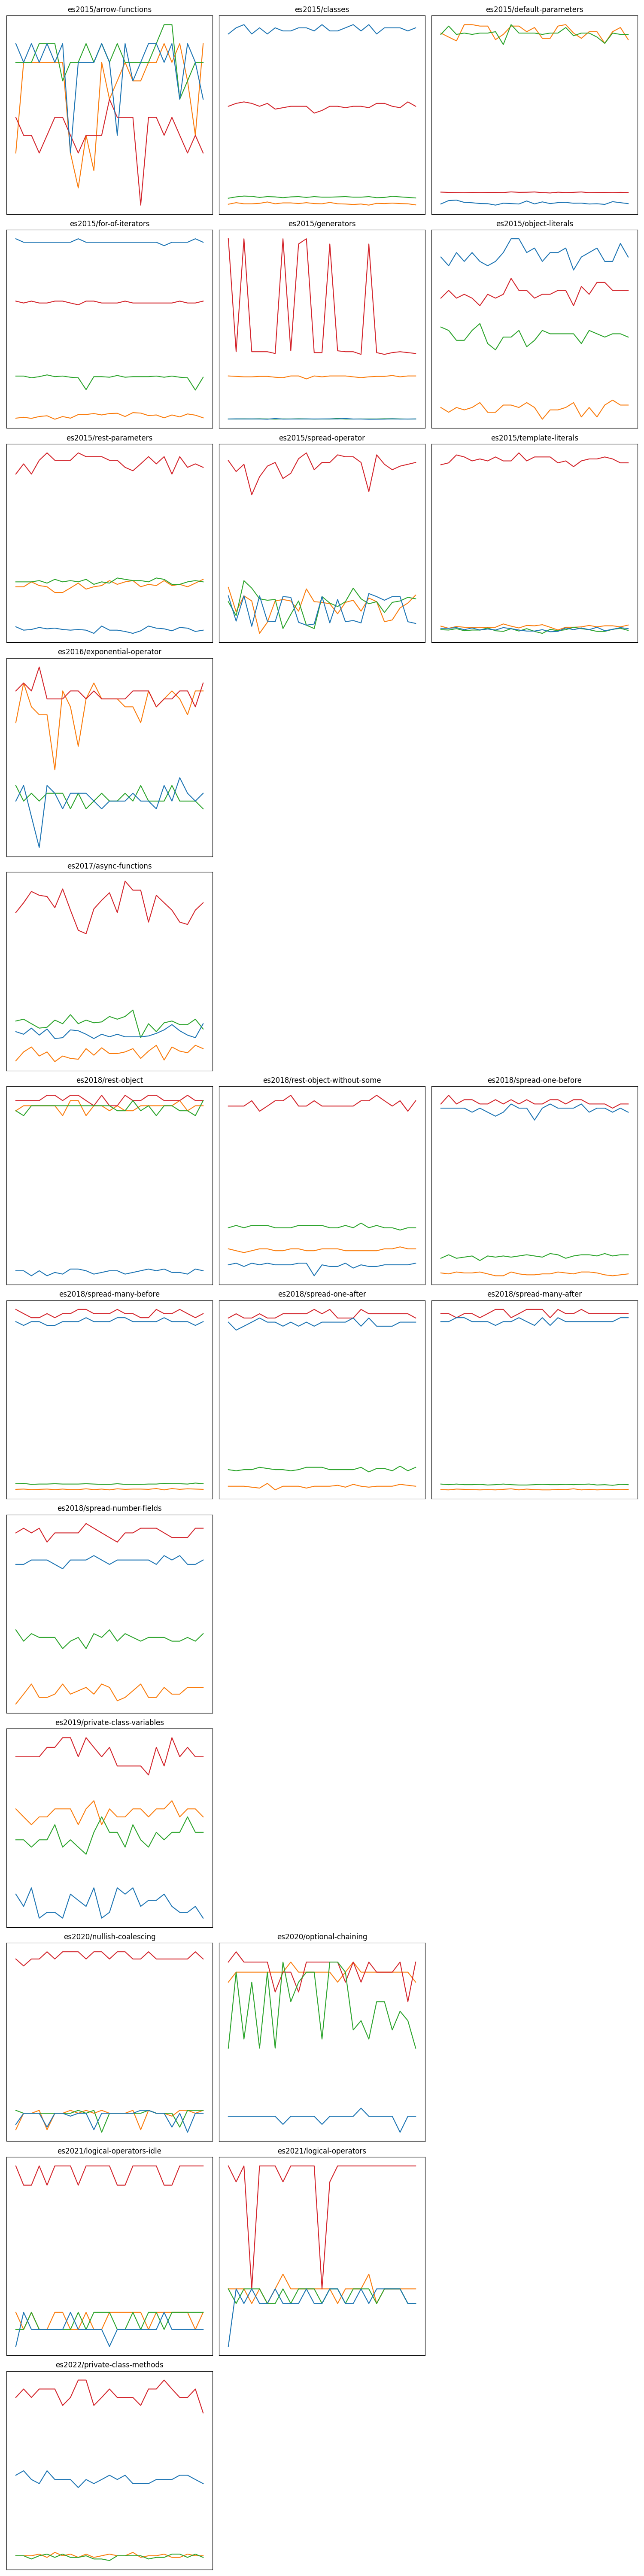 es2015/arrow-functions
es2015/classes
es2015/default-parameters
es2015/for-of-iterators
es2015/generators
es2015/object-literals
es2015/rest-parameters
es2015/spread-operator
es2015/template-literals
es2016/exponential-operator
es2017/async-functions
es2018/rest-object
es2018/rest-object-without-some
es2018/spread-one-before
es2018/spread-many-before
es2018/spread-one-after
es2018/spread-many-after
es2018/spread-number-fields
es2019/private-class-variables
es2020/nullish-coalescing
es2020/optional-chaining
es2021/logical-operators-idle
es2021/logical-operators
es2022/private-class-methods